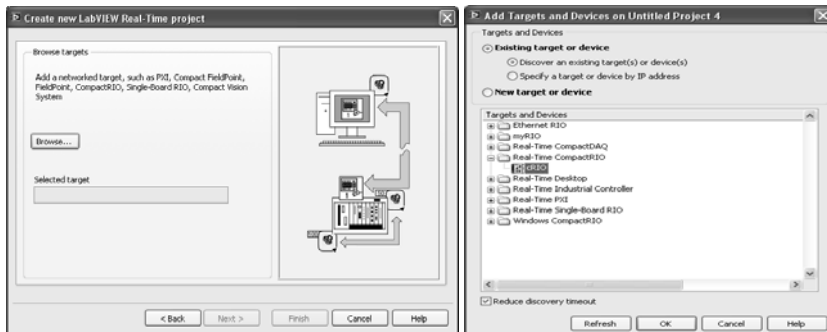 Create new LabVIEW Real-Time project
Browse targets
Add a networked target, such as PXI, Compact FieldPoint,
FieldPoint, CompactRIO, Single-Board RIO, Compact Vision
System
Browse...
Selected target
< Back
Next >
Finish
Cancel
Help
Add Targets and Devices on Untitled Project 4
Targets and Devices
Existing target or device
Discover an existing target(s) or device(s)
Specify a target or device by IP address
New target or device
Targets and Devices
Ethernet RIO
myRIO
Real-Time CompactDAQ
Real-Time CompactRIO
cRIO
Real-Time Desktop
Real-Time Industrial Controller
Real-Time PXI
Real-Time Single-Board RIO
Windows CompactRIO
Reduce discovery timeout
Refresh
OK
Cancel
Help